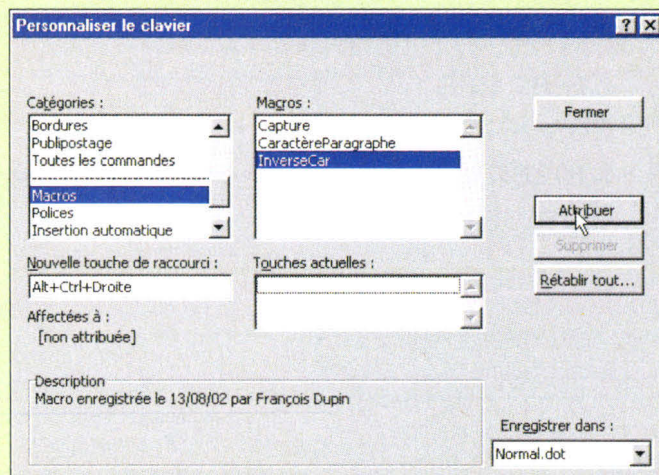 Personnaliser le clavier
Catégories :
Bordures
Publipostage
Toutes les commandes
Macros
Polices
Insertion automatique
Macros :
Capture
CaractèreParagraphe
InverseCar
Fermer
Attribuer
Supprimer
Rétablir tout...
Nouvelle touche de raccourci :
Alt+Ctrl+Droite
Touches actuelles :
Affectées à :
[non attribuée]
Description
Macro enregistrée le 13/08/02 par François Dupin
Enregistrer dans :
Normal.dot